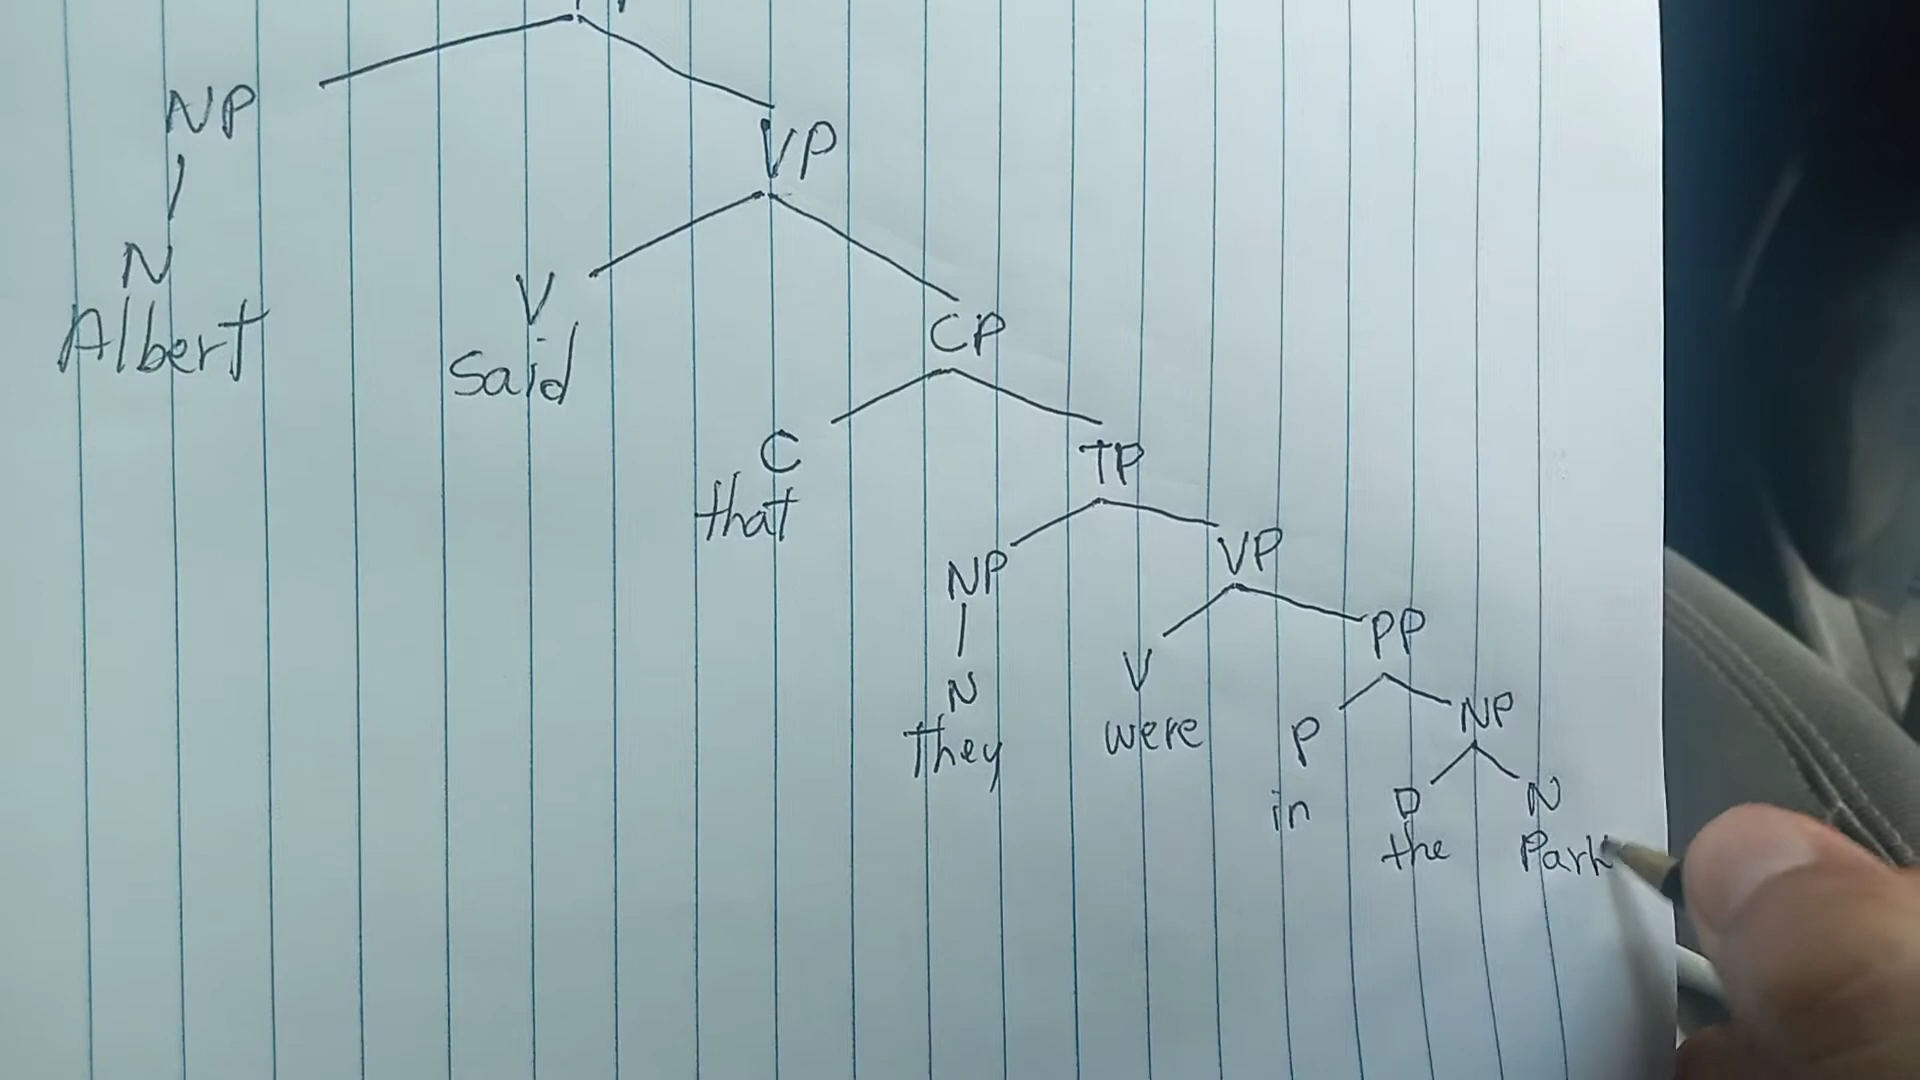 NP
VP
N
Albert
V
Said
CP
C
that
TP
NP
VP
N
they
V
were
PP
P
in
NP
D
the
N
Park